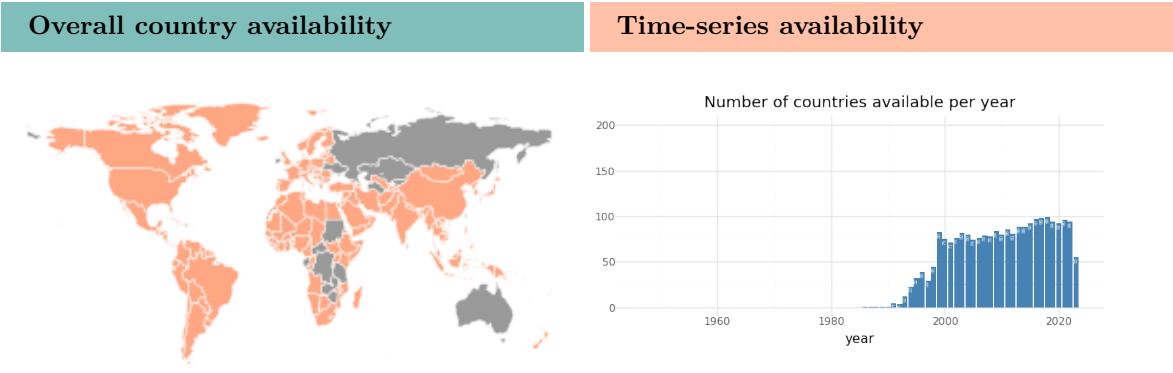 Overall country availability
Time-series availability
Number of countries available per year
200
150
100
50
0
1960
1980
2000
2020
year